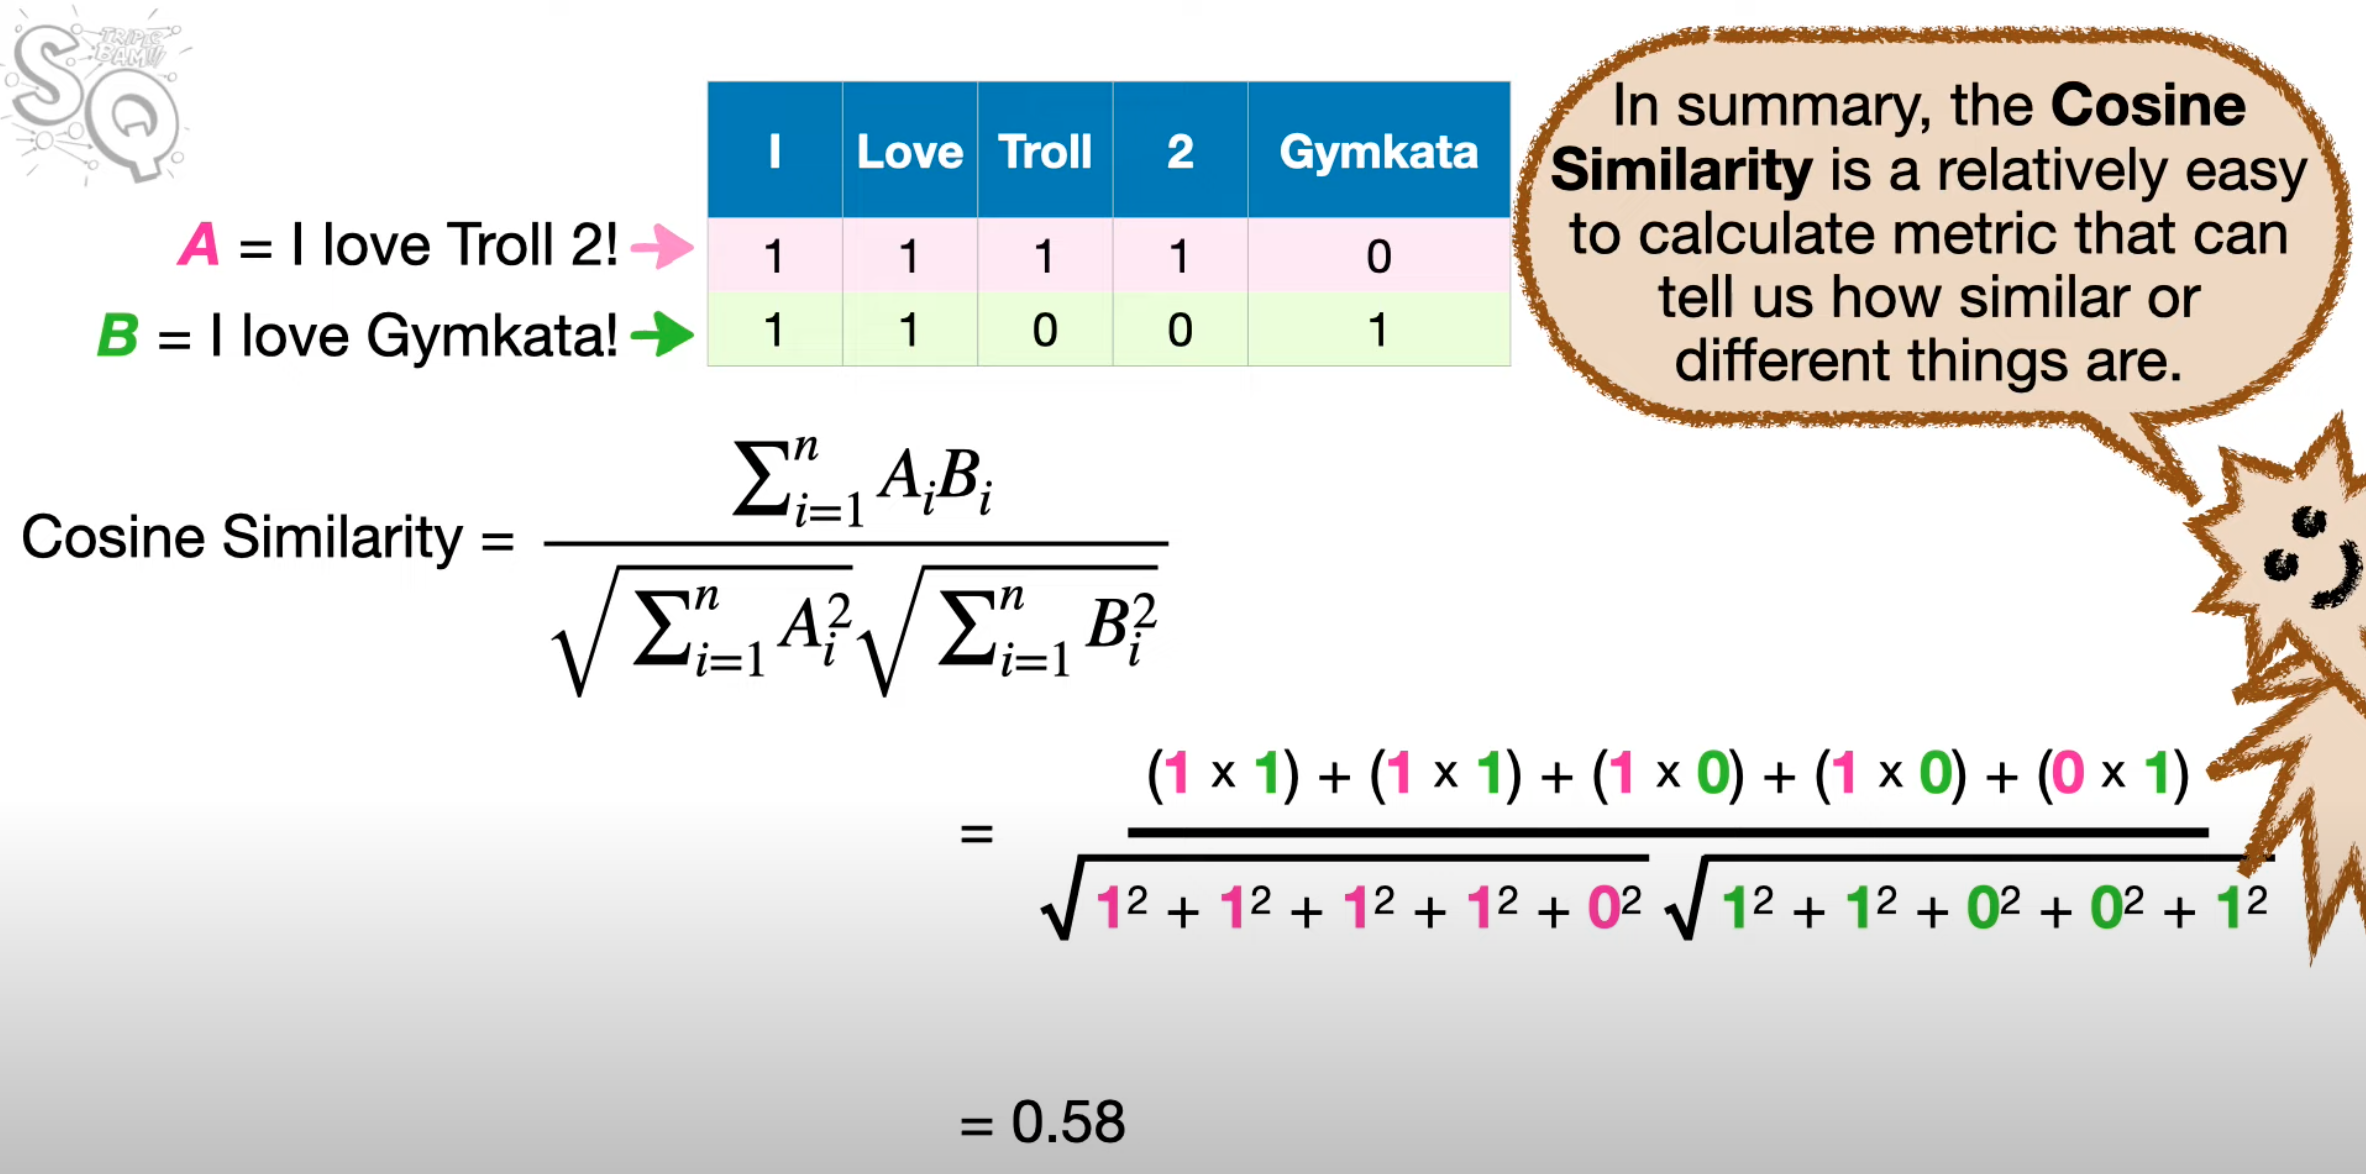 SQ
TRIPLE
BAM!!!
In summary, the Cosine
Similarity is a relatively easy
to calculate metric that can
tell us how similar or
different things are.
I Love Troll 2 Gymkata
A = I love Troll 2! 1 1 1 1 0
B = I love Gymkata! 1 1 0 0 1
Cosine Similarity = \frac{\sum_{i=1}^{n} A_i B_i}{\sqrt{\sum_{i=1}^{n} A_i^2} \sqrt{\sum_{i=1}^{n} B_i^2}}
= \frac{(1 x 1) + (1 x 1) + (1 x 0) + (1 x 0) + (0 x 1)}{\sqrt{1^2 + 1^2 + 1^2 + 1^2 + 0^2} \sqrt{1^2 + 1^2 + 0^2 + 0^2 + 1^2}}
= 0.58